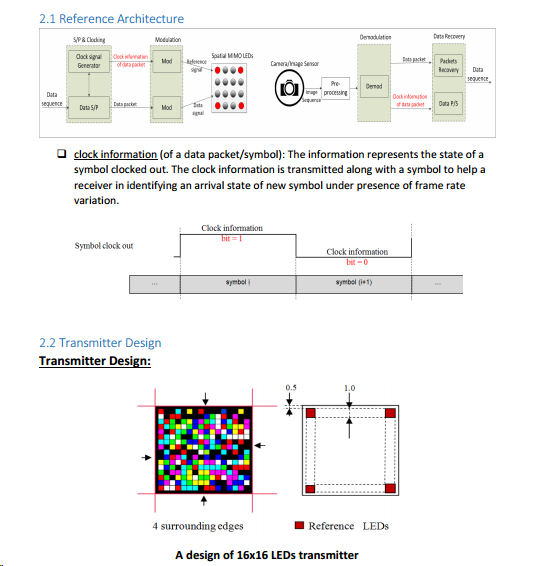 2.1 Reference Architecture
S/P & Clocking
Modulation
Demodulation
Data Recovery
Clock signal
Generator
Clock information
of data packet
Mod
Reference
signal
Spatial MIMO LEDs
Camera/Image Sensor
Image
Sequence
Pre-
processing
Demod
Data packet
Packets
Recovery
Data
sequence
Data
sequence
Data S/P
Data packet
Mod
Data
signal
Clock information
of data packet
Data P/S
clock information (of a data packet/symbol): The information represents the state of a
symbol clocked out. The clock information is transmitted along with a symbol to help a
receiver in identifying an arrival state of new symbol under presence of frame rate
variation.
Clock information
bit = 1
Symbol clock out
Clock information
bit = 0
...
symbol i
symbol (i+1)
...
2.2 Transmitter Design
Transmitter Design:
0.5
1.0
4 surrounding edges
Reference LEDs
A design of 16x16 LEDs transmitter